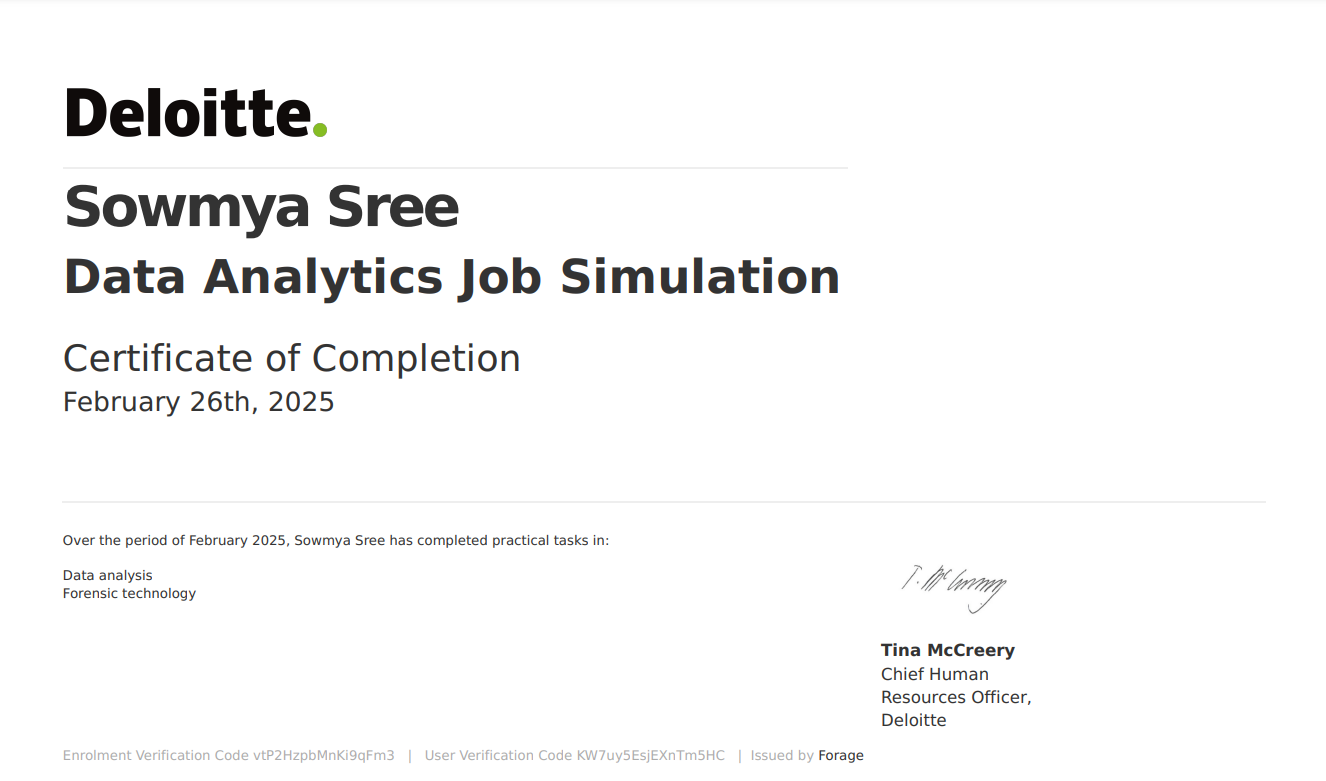 Deloitte.
Sowmya Sree
Data Analytics Job Simulation
Certificate of Completion
February 26th, 2025
Over the period of February 2025, Sowmya Sree has completed practical tasks in:
Data analysis
Forensic technology
T. McCreery
Tina McCreery
Chief Human
Resources Officer,
Deloitte
Enrolment Verification Code vtP2HzpbMnKi9qFm3 | User Verification Code KW7uy5EsjEXnTm5HC | Issued by Forage